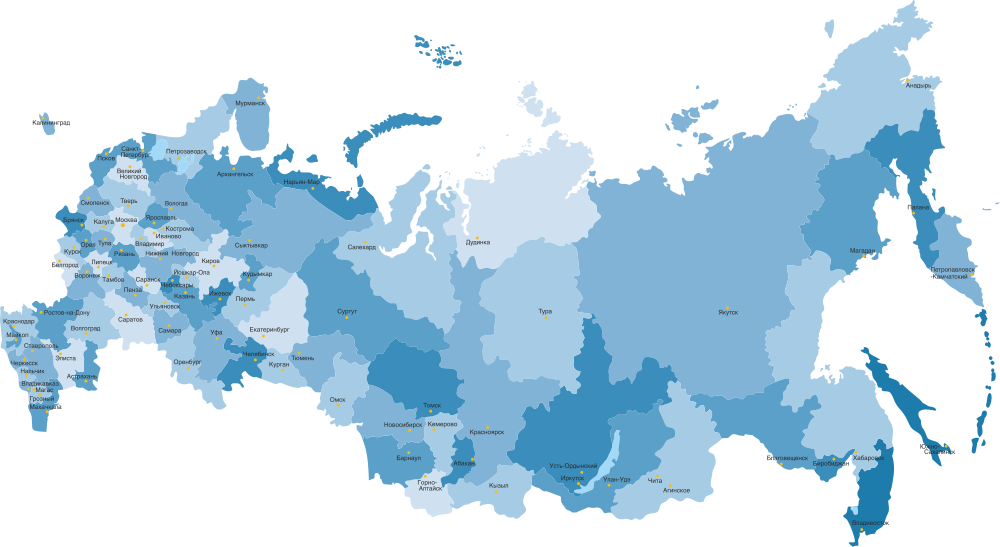 Анадырь
Мурманск
Калининград
Санкт-
Петербург
Петрозаводск
Псков
Великий
Новгород
Архангельск
Нарьян-Мар
Смоленск
Тверь
Вологда
Палана
Брянск
Калуга
Москва
Ярославль
Кострома
Иваново
Орел
Тула
Владимир
Сыктывкар
Салехард
Дудинка
Магадан
Курск
Рязань
Нижний Новгород
Белгород
Липецк
Киров
Петропавловск
-Камчатский
Воронеж
Тамбов
Саранск
Йошкар-Ола
Чебоксары
Кудымкар
Пенза
Казань
Ижевск
Пермь
Ульяновск
Ростов-на-Дону
Саратов
Сургут
Тура
Якутск
Краснодар
Волгоград
Самара
Уфа
Екатеринбург
Майкоп
Ставрополь
Элиста
Челябинск
Тюмень
Черкесск
Оренбург
Курган
Нальчик
Астрахань
Владикавказ
Магас
Грозный
Махачкала
Омск
Томск
Новосибирск
Кемерово
Красноярск
Барнаул
Абакан
Усть-Ордынский
Благовещенск
Биробиджан
Хабаровск
Южно-
Сахалинск
Иркутск
Улан-Удэ
Чита
Агинское
Горно-
Алтайск
Кызыл
Владивосток